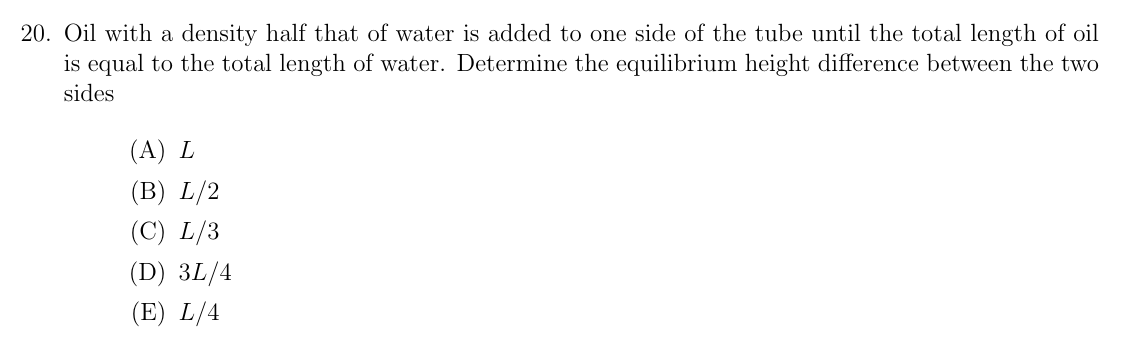 20. Oil with a density half that of water is added to one side of the tube until the total length of oil
is equal to the total length of water. Determine the equilibrium height difference between the two
sides
(A) L
(B) L/2
(C) L/3
(D) 3L/4
(E) L/4